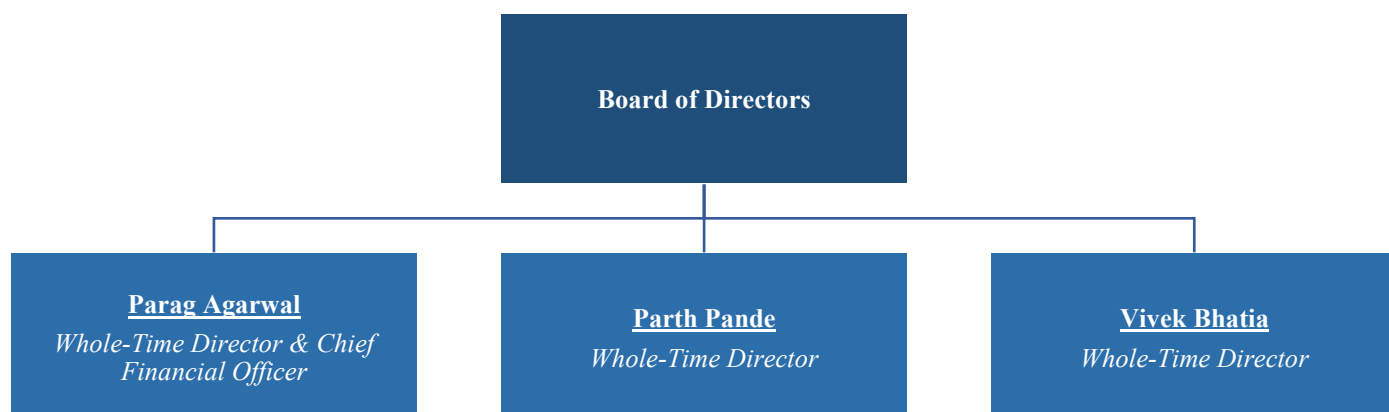 Board of Directors
Parag Agarwal
Whole-Time Director & Chief
Financial Officer
Parth Pande
Whole-Time Director
Vivek Bhatia
Whole-Time Director